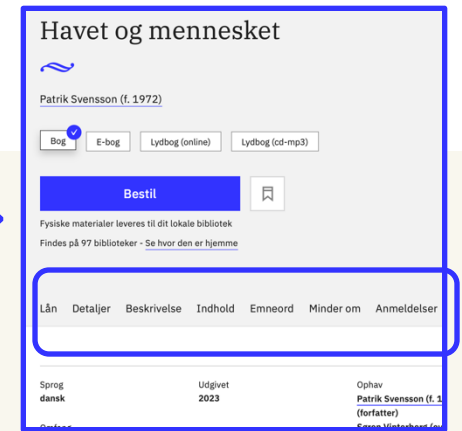 Havet og mennesket
Patrik Svensson (f. 1972)
Bog E-bog Lydbog (online) Lydbog (cd-mp3)
Bestil
Fysiske materialer leveres til dit lokale bibliotek
Findes på 97 biblioteker - Se hvor den er hjemme
Lån Detaljer Beskrivelse Indhold Emneord Minder om Anmeldelser
Sprog Udgivet Ophav
dansk 2023 Patrik Svensson (f. 1
(forfatter)